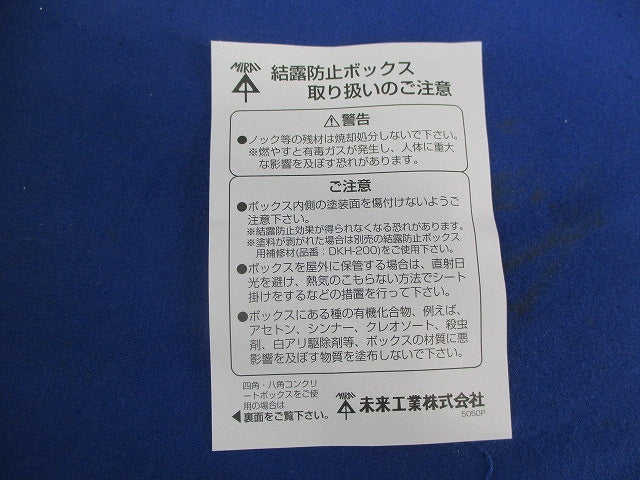 MIRAI
結露防止ボックス
取り扱いのご注意
⚠警告
●ノック等の残材は焼却処分しないで下さい。
※燃やすと有毒ガスが発生し、人体に重大
な影響を及ぼす恐れがあります。
ご注意
●ボックス内側の塗装面を傷付けないようご
注意下さい。
※結露防止効果が得られなくなる恐れがあります。
※塗料が剥がれた場合は別売の結露防止ボックス
用補修材(品番：DKH-200)をご使用下さい。
●ボックスを屋外に保管する場合は、直射日
光を避け、熱気のこもらない方法でシート
掛けをするなどの措置を行って下さい。
●ボックスにある種の有機化合物、例えば、
アセトン、シンナー、クレオソート、殺虫
剤、白アリ駆除剤等、ボックスの材質に悪
影響を及ぼす物質を塗布しないで下さい。
四角・八角コンクリ
ートボックスをご使
用の場合は
◀裏面をご覧下さい。
MIRAI 未来工業株式会社
5050P